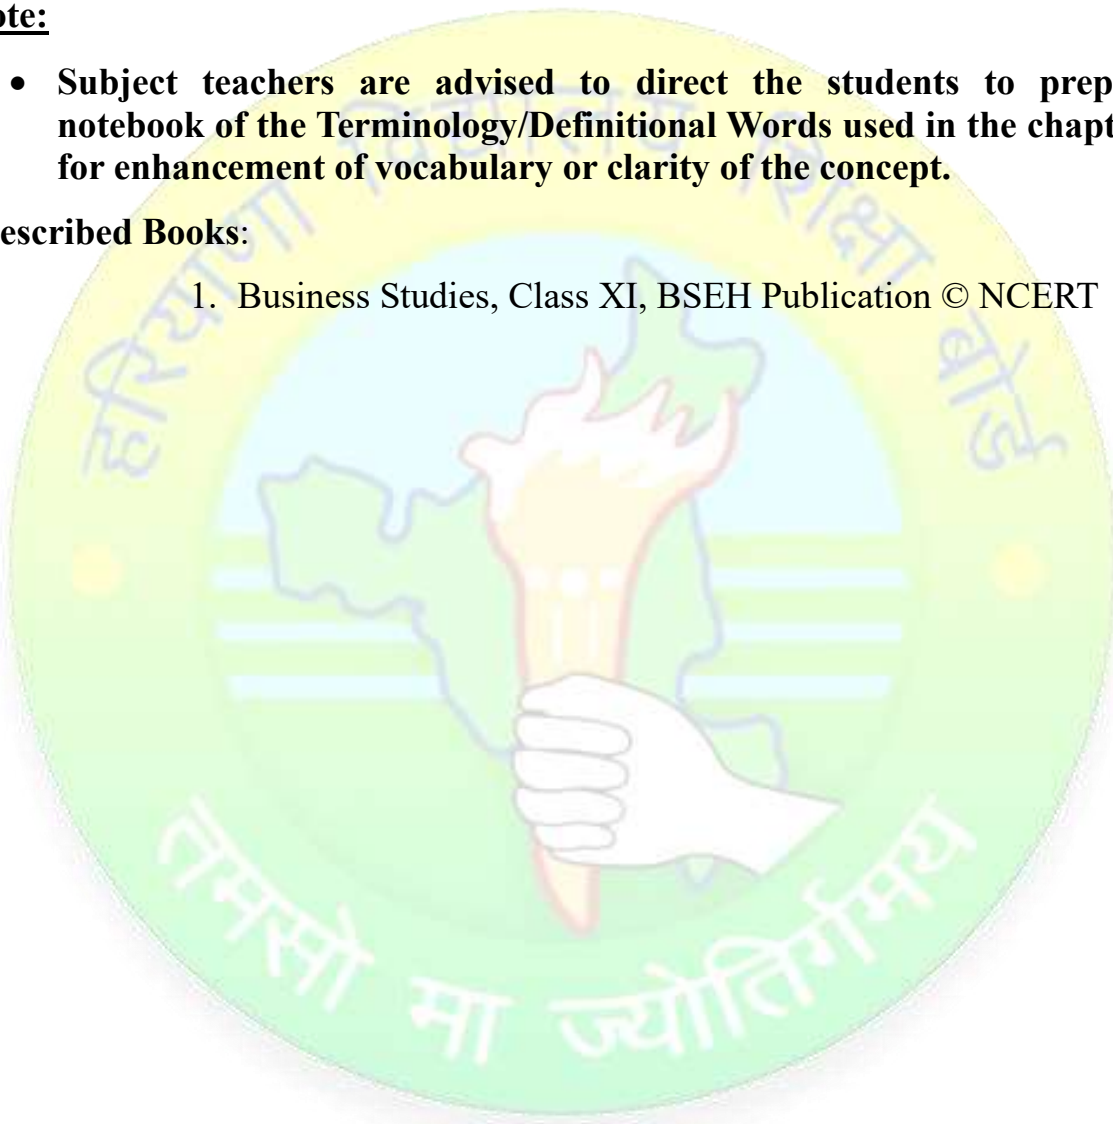 ote:
• Subject teachers are advised to direct the students to prep
notebook of the Terminology/Definitional Words used in the chapt
for enhancement of vocabulary or clarity of the concept.
escribed Books:
1. Business Studies, Class XI, BSEH Publication © NCERT
हरियाणा विद्यालय शिक्षा बोर्ड
तमसो मा ज्योतिर्गमय